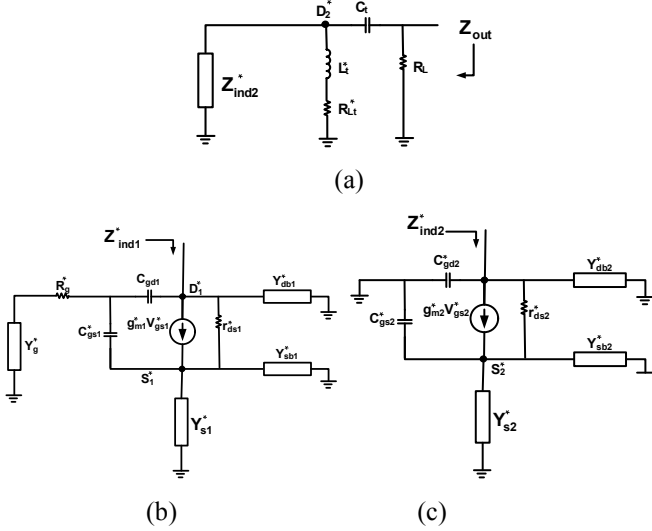 D*2
Ct
Zout
Z*ind2
L*t
R*Lt
RL
(a)
Z*ind1
R*g
Cgd1
D*1
Y*db1
C*gs1
g*m1V*gs1
r*ds1
Y*g
S*1
Y*sb1
Y*s1
(b)
Z*ind2
C*gd2
Y*db2
C*gs2
g*m2V*gs2
r*ds2
S*2
Y*sb2
Y*s2
(c)